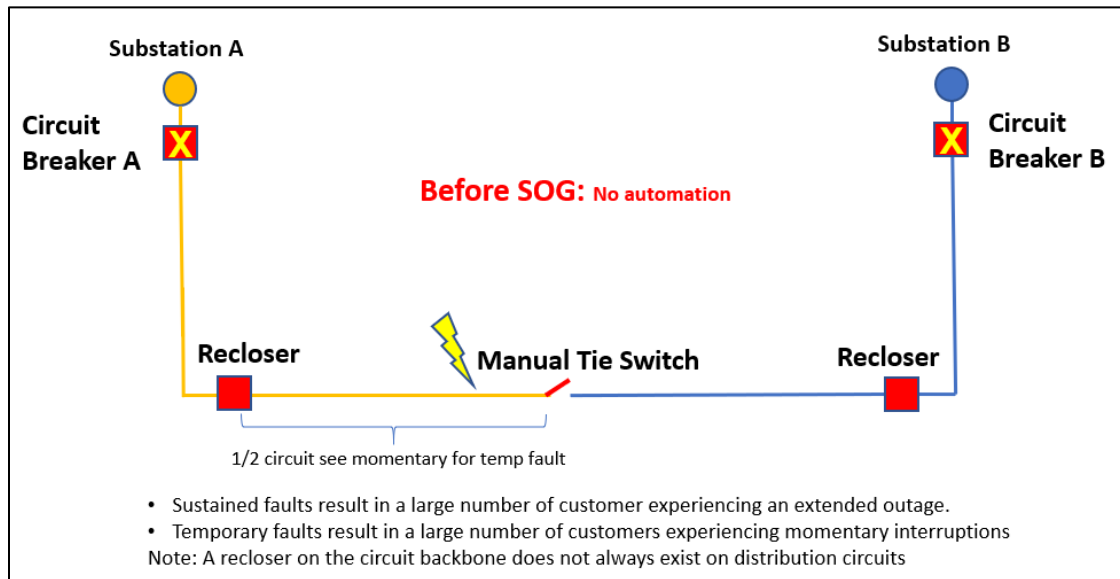 Substation A
Substation B
Circuit
Breaker A
X
X
Circuit
Breaker B
Before SOG: No automation
Recloser
Manual Tie Switch
Recloser
1/2 circuit see momentary for temp fault
• Sustained faults result in a large number of customer experiencing an extended outage.
• Temporary faults result in a large number of customers experiencing momentary interruptions
Note: A recloser on the circuit backbone does not always exist on distribution circuits